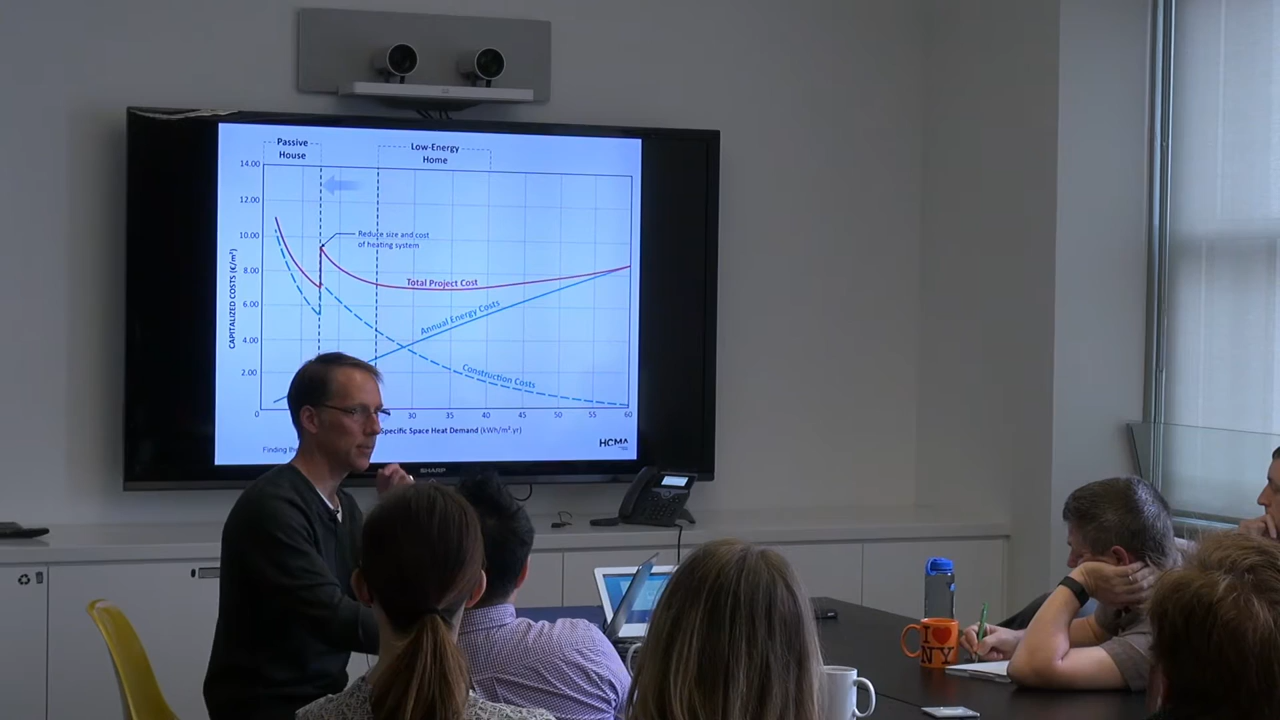 Passive
House
Low-Energy
Home
14.00
12.00
10.00
8.00
6.00
4.00
2.00
0
CAPITALIZED COSTS (€/m²)
Reduce size and cost
of heating system
Total Project Cost
Annual Energy Costs
Construction Costs
30
35
40
45
50
55
60
Specific Space Heat Demand (kWh/m².yr)
Finding the
HCMA
SHARP
I ♥
NY